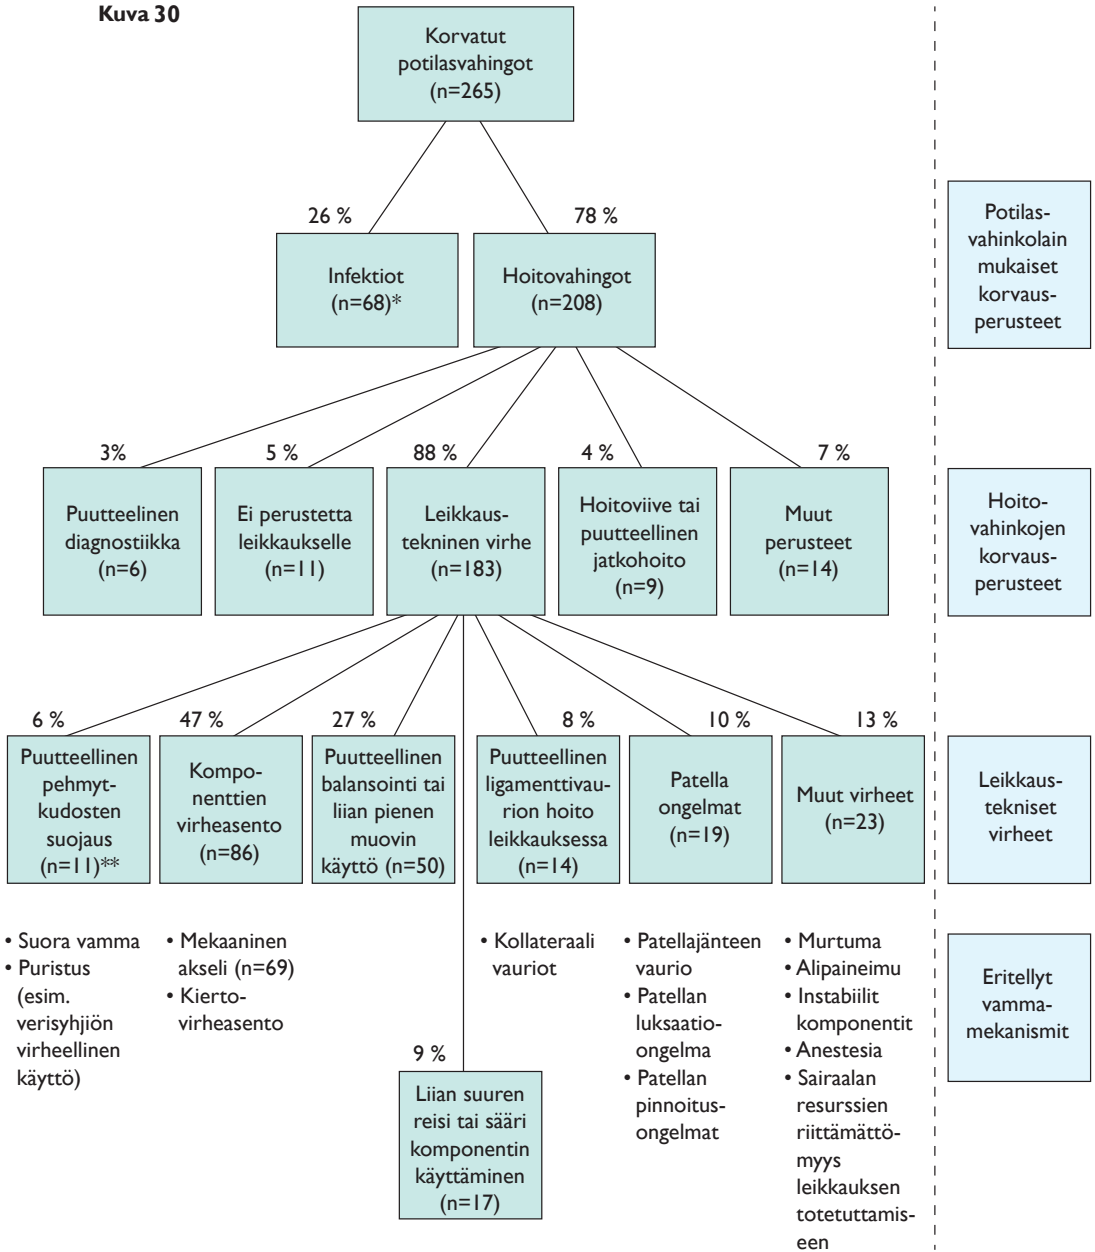 Kuva 30
Korvatut
potilasvahingot
(n=265)
26 %
78 %
Infektiot
(n=68)*
Hoitovahingot
(n=208)
Potilas-
vahinkolain
mukaiset
korvaus-
perusteet
3%
5 %
88 %
4 %
7 %
Puutteelinen
diagnostiikka
(n=6)
Ei perustetta
leikkaukselle
(n=11)
Leikkaus-
tekninen virhe
(n=183)
Hoitoviive tai
puutteellinen
jatkohoito
(n=9)
Muut
perusteet
(n=14)
Hoito-
vahinkojen
korvaus-
perusteet
6 %
47 %
27 %
8 %
10 %
13 %
Puutteellinen
pehmyt-
kudosten
suojaus
(n=11)**
Kompo-
nenttien
virheasento
(n=86)
Puutteellinen
balansointi tai
liian pienen
muovin
käyttö (n=50)
Puutteellinen
ligamenttivau-
rion hoito
leikkauksessa
(n=14)
Patella
ongelmat
(n=19)
Muut virheet
(n=23)
Leikkaus-
tekniset
virheet
• Suora vamma
• Puristus
(esim.
verisyhjiön
virheellinen
käyttö)
• Mekaaninen
akseli (n=69)
• Kierto-
virheasento
9 %
Liian suuren
reisi tai sääri
komponentin
käyttäminen
(n=17)
• Kollateraali
vauriot
• Patellajänteen
vaurio
• Patellan
luksaatio-
ongelma
• Patellan
pinnoitus-
ongelmat
• Murtuma
• Alipaineimu
• Instabiilit
komponentit
• Anestesia
• Sairaalan
resurssien
riittämättö-
myys
leikkauksen
totetuttamis-
een
Eritellyt
vamma-
mekanismit